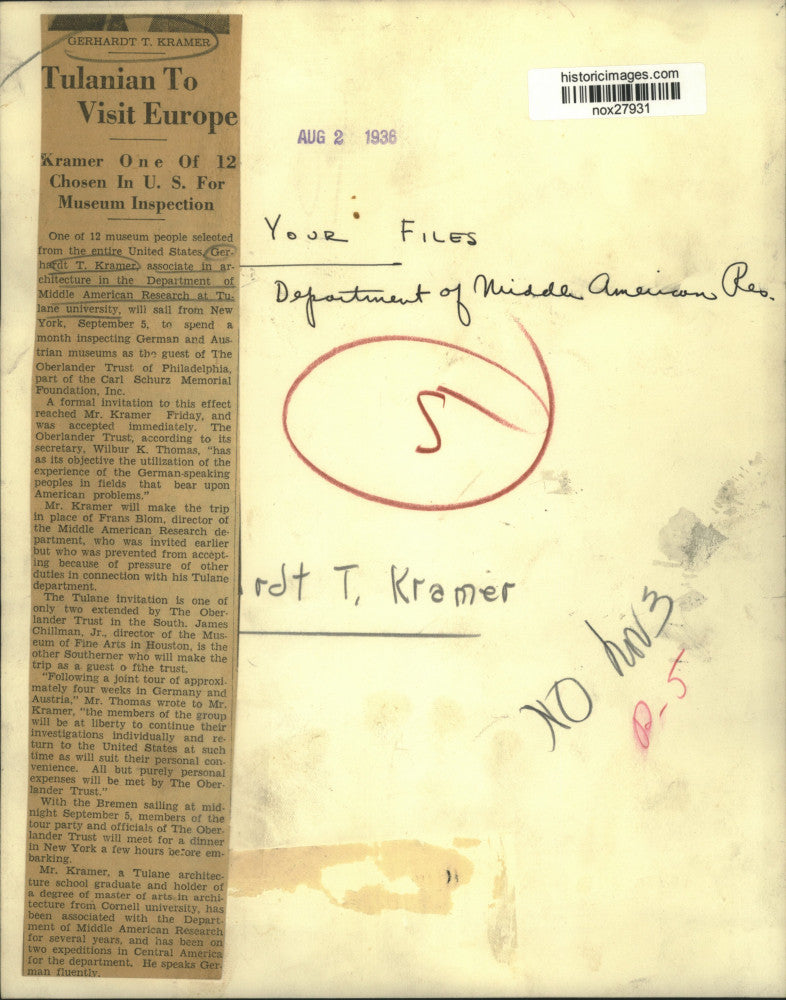 GERHARDT T. KRAMER
Tulanian To
Visit Europe
Kramer One Of 12
Chosen In U. S. For
Museum Inspection
One of 12 museum people selected
from the entire United States, Ger-
hardt T. Kramer, associate in ar-
chitecture in the Department of
Middle American Research at Tu-
lane university, will sail from New
York, September 5, to spend a
month inspecting German and Aus-
trian museums as the guest of The
Oberlander Trust of Philadelphia,
part of the Carl Schurz Memorial
Foundation, Inc.
A formal invitation to this effect
reached Mr. Kramer Friday, and
was accepted immediately. The
Oberlander Trust, according to its
secretary, Wilbur K. Thomas, "has
as its objective the utilization of the
experience of the German-speaking
peoples in fields that bear upon
American problems."
Mr. Kramer will make the trip
in place of Frans Blom, director of
the Middle American Research de-
partment, who was invited earlier
but who was prevented from accept-
ing because of pressure of other
duties in connection with his Tulane
department.
The Tulane invitation is one of
only two extended by The Ober-
lander Trust in the South. James
Chillman, Jr., director of the Mus-
eum of Fine Arts in Houston, is the
other Southerner who will make the
trip as a guest o fthe trust.
"Following a joint tour of approxi-
mately four weeks in Germany and
Austria," Mr. Thomas wrote to Mr.
Kramer, "the members of the group
will be at liberty to continue their
investigations individually and re-
turn to the United States at such
time as will suit their personal con-
venience. All but purely personal
expenses will be met by The Ober-
lander Trust."
With the Bremen sailing at mid-
night September 5, members of the
tour party and officials of The Ober-
lander Trust will meet for a dinner
in New York a few hours before em-
barking.
Mr. Kramer, a Tulane architec-
ture school graduate and holder of
a degree of master of arts in archi-
tecture from Cornell university, has
been associated with the Depart-
ment of Middle American Research
for several years, and has been on
two expeditions in Central America
for the department. He speaks Ger-
man fluently.
historicimages.com
nox27931
AUG 2 1936
YOUR FILES
Department of Middle American Res.
5
rdt T. Kramer
NO
P-5